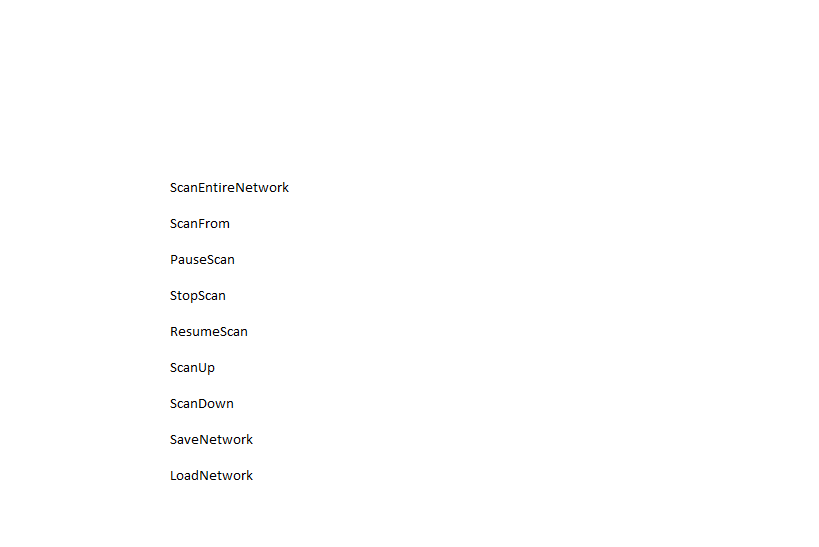 ScanEntireNetwork
ScanFrom
PauseScan
StopScan
ResumeScan
ScanUp
ScanDown
SaveNetwork
LoadNetwork